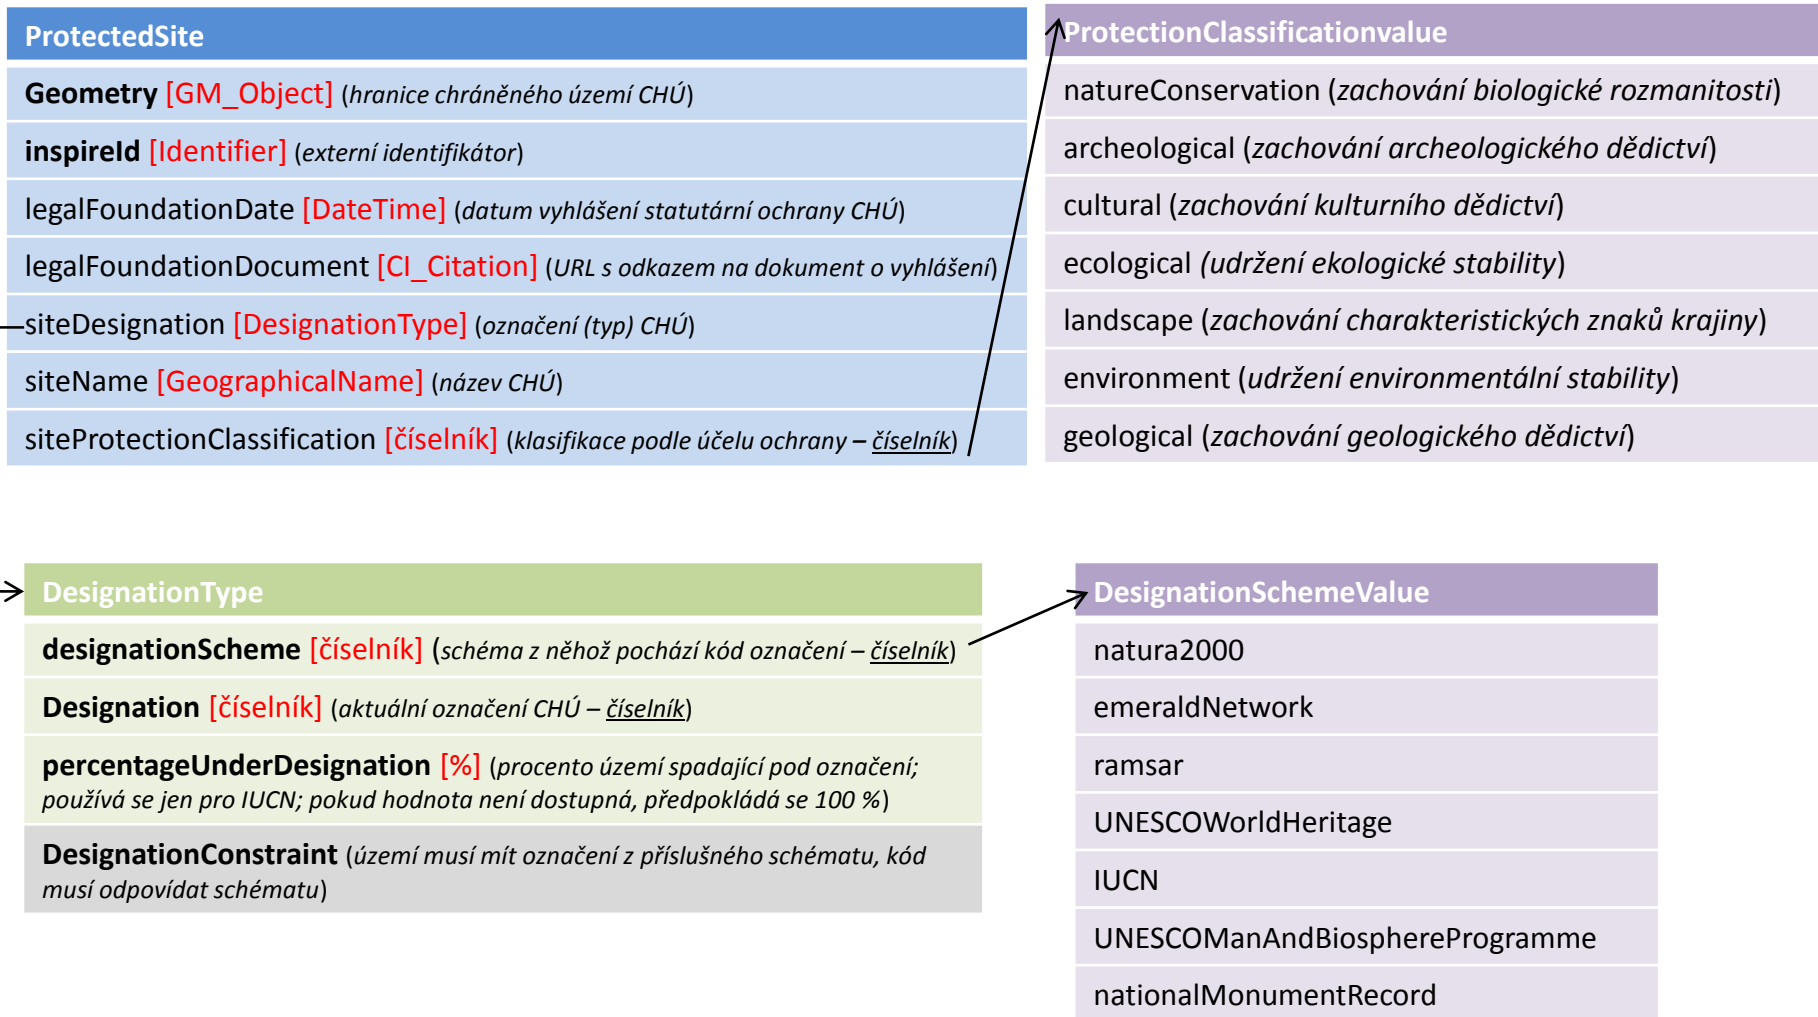 ProtectedSite
Geometry [GM_Object] (hranice chráněného území CHÚ)
inspireId [Identifier] (externí identifikátor)
legalFoundationDate [DateTime] (datum vyhlášení statutární ochrany CHÚ)
legalFoundationDocument [CI_Citation] (URL s odkazem na dokument o vyhlášení)
siteDesignation [DesignationType] (označení (typ) CHÚ)
siteName [GeographicalName] (název CHÚ)
siteProtectionClassification [číselník] (klasifikace podle účelu ochrany – číselník)
ProtectionClassificationvalue
natureConservation (zachování biologické rozmanitosti)
archeological (zachování archeologického dědictví)
cultural (zachování kulturního dědictví)
ecological (udržení ekologické stability)
landscape (zachování charakteristických znaků krajiny)
environment (udržení environmentální stability)
geological (zachování geologického dědictví)
DesignationType
designationScheme [číselník] (schéma z něhož pochází kód označení – číselník)
Designation [číselník] (aktuální označení CHÚ – číselník)
percentageUnderDesignation [%] (procento území spadající pod označení;
používá se jen pro IUCN; pokud hodnota není dostupná, předpokládá se 100 %)
DesignationConstraint (území musí mít označení z příslušného schématu, kód
musí odpovídat schématu)
DesignationSchemeValue
natura2000
emeraldNetwork
ramsar
UNESCOWorldHeritage
IUCN
UNESCOManAndBiosphereProgramme
nationalMonumentRecord